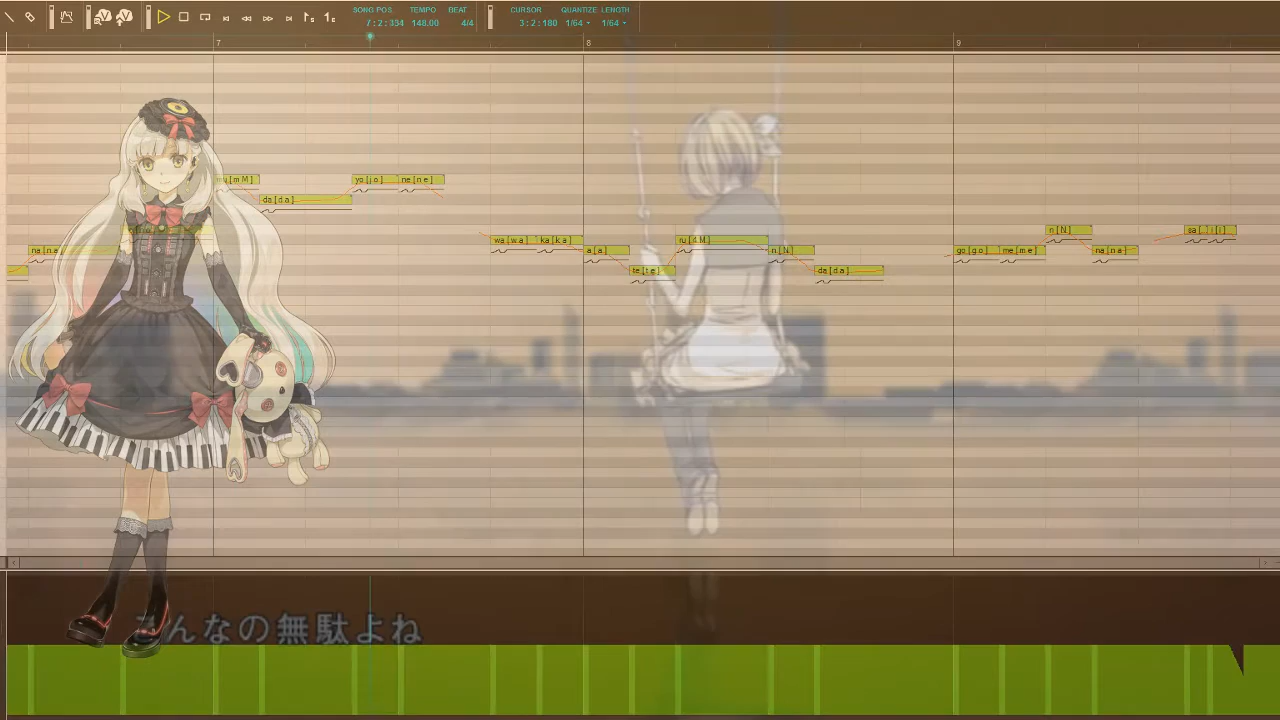 SONG POS. TEMPO BEAT CURSOR QUANTIZE LENGTH
7:2:384 148.00 4/4 3:2:180 1/64 1/64
7 8 9
[m M] yo [j o] ne [n e]
da [d a]
wa [w a] ka [k a] ru [4 M] n [N]
na [n a] a [a] n [N] go [g o] me [m e] na [n a]
te [t e] da [d a]
こんなの無駄よね